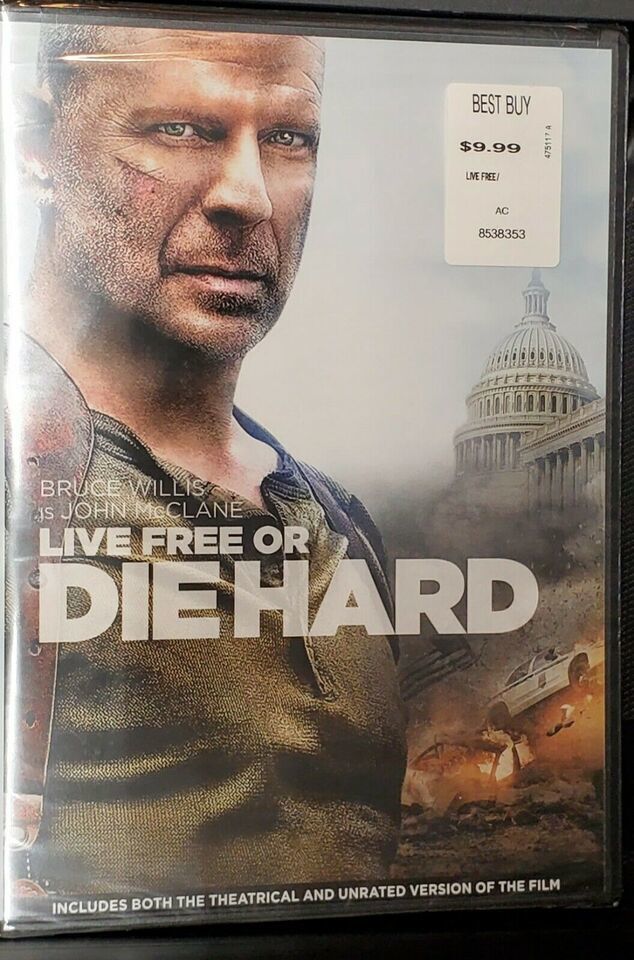 BEST BUY
$9.99
475117 A
LIVE FREE/
AC
8538353
BRUCE WILLIS
IS JOHN McCLANE
LIVE FREE OR
DIE HARD
INCLUDES BOTH THE THEATRICAL AND UNRATED VERSION OF THE FILM